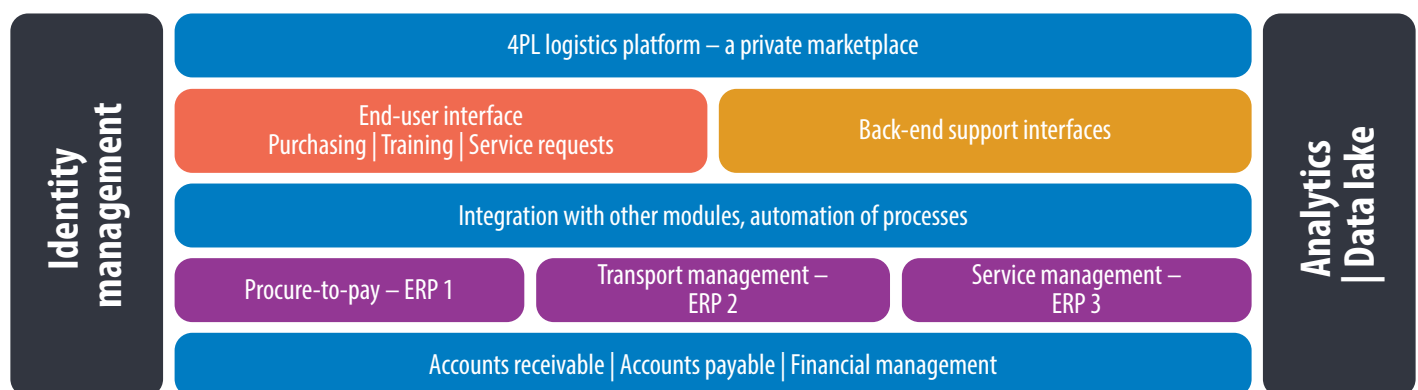 Identity
management
4PL logistics platform – a private marketplace
End-user interface
Purchasing | Training | Service requests
Back-end support interfaces
Integration with other modules, automation of processes
Procure-to-pay – ERP 1
Transport management –
ERP 2
Service management –
ERP 3
Accounts receivable | Accounts payable | Financial management
Analytics
| Data lake